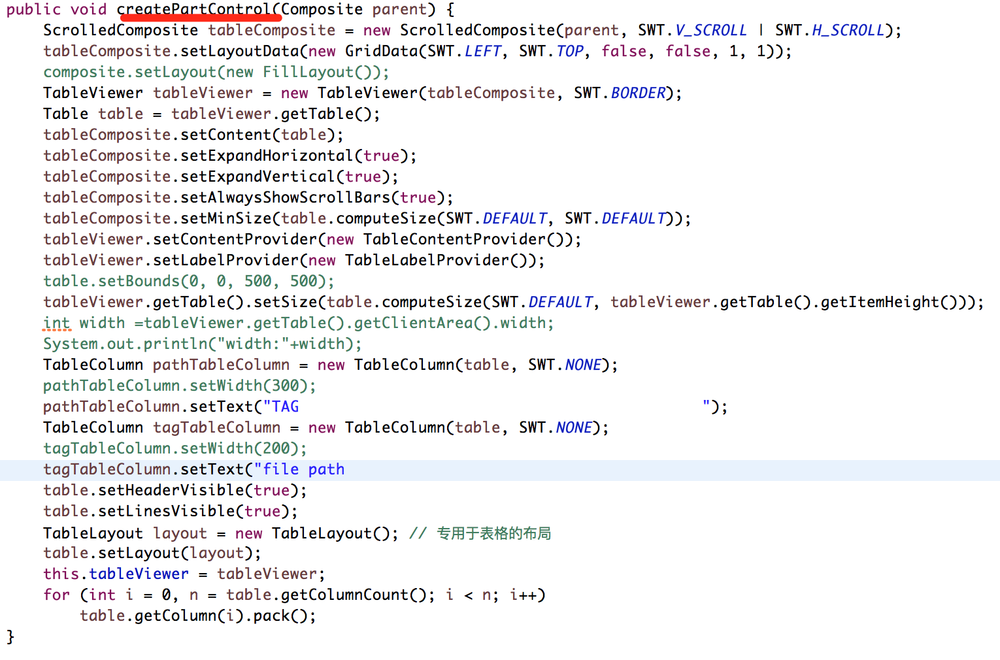 public void createPartControl(Composite parent) {
    ScrolledComposite tableComposite = new ScrolledComposite(parent, SWT.V_SCROLL | SWT.H_SCROLL);
    tableComposite.setLayoutData(new GridData(SWT.LEFT, SWT.TOP, false, false, 1, 1));
    composite.setLayout(new FillLayout());
    TableViewer tableViewer = new TableViewer(tableComposite, SWT.BORDER);
    Table table = tableViewer.getTable();
    tableComposite.setContent(table);
    tableComposite.setExpandHorizontal(true);
    tableComposite.setExpandVertical(true);
    tableComposite.setAlwaysShowScrollBars(true);
    tableComposite.setMinSize(table.computeSize(SWT.DEFAULT, SWT.DEFAULT));
    tableViewer.setContentProvider(new TableContentProvider());
    tableViewer.setLabelProvider(new TableLabelProvider());
    table.setBounds(0, 0, 500, 500);
    tableViewer.getTable().setSize(table.computeSize(SWT.DEFAULT, tableViewer.getTable().getItemHeight()));
    int width =tableViewer.getTable().getClientArea().width;
    System.out.println("width:"+width);
    TableColumn pathTableColumn = new TableColumn(table, SWT.NONE);
    pathTableColumn.setWidth(300);
    pathTableColumn.setText("TAG                                            ");
    TableColumn tagTableColumn = new TableColumn(table, SWT.NONE);
    tagTableColumn.setWidth(200);
    tagTableColumn.setText("file path
    table.setHeaderVisible(true);
    table.setLinesVisible(true);
    TableLayout layout = new TableLayout(); // 专用于表格的布局
    table.setLayout(layout);
    this.tableViewer = tableViewer;
    for (int i = 0, n = table.getColumnCount(); i < n; i++)
        table.getColumn(i).pack();
}